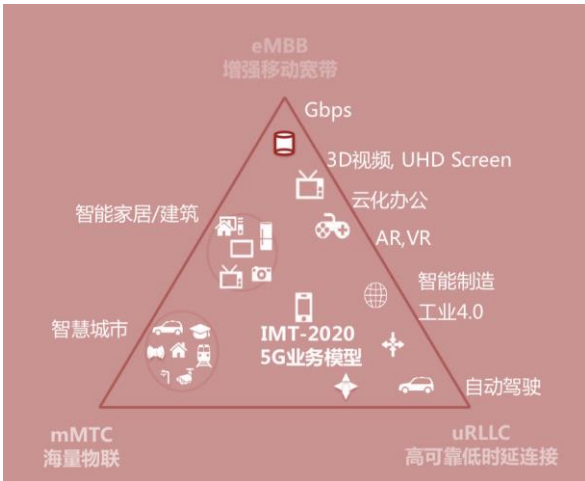 eMBB
增强移动宽带
Gbps
3D视频, UHD Screen
云化办公
智能家居/建筑
AR,VR
智能制造
工业4.0
智慧城市
IMT-2020
5G业务模型
自动驾驶
mMTC
海量物联
uRLLC
高可靠低时延连接